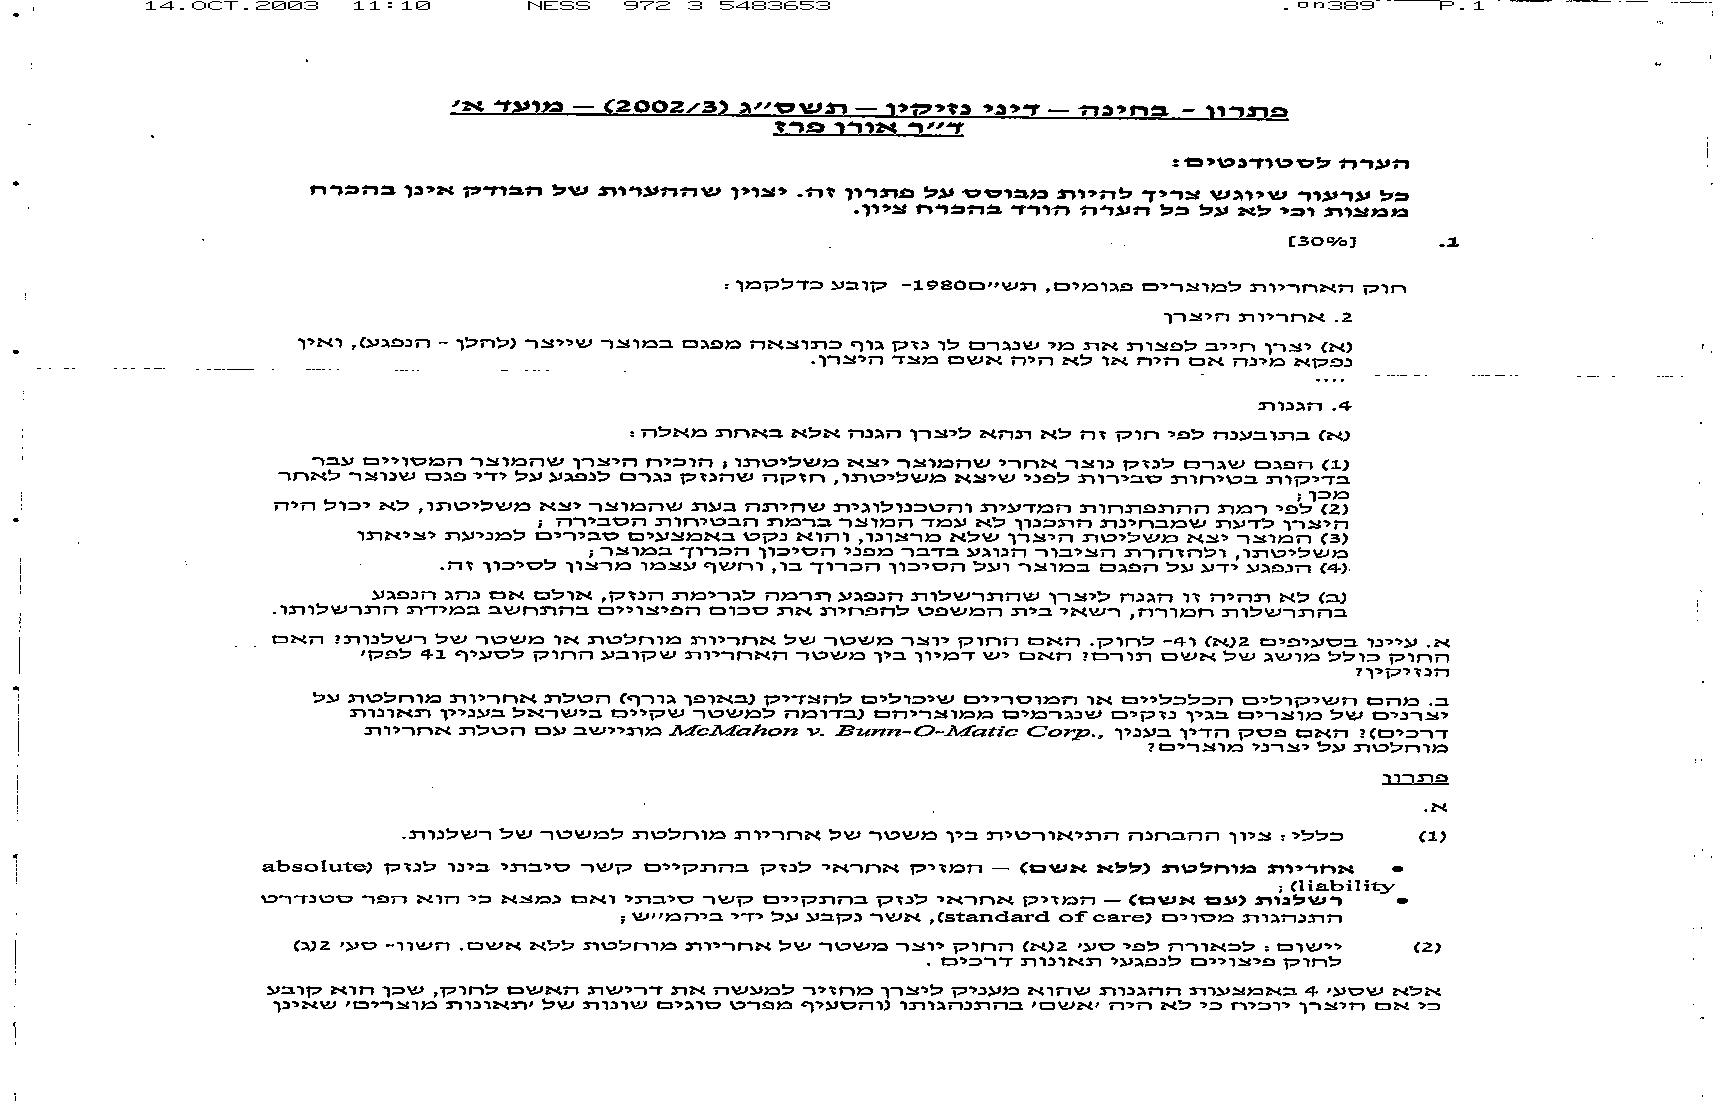 14.OCT.2003 11:10 NESS 972 3 5483653 P.1
פתרון - בחינה – דיני נזיקין – תשס״ג (2002/3) – מועד א׳
ד״ר אורן פרז
הערה לסטודנטים:
כל ערעור שיוגש צריך להיות מבוסס על פתרון זה. יצוין שההערות של הבודק אינן בהכרח
ממצות וכי לא על כל הערה הורד בהכרח ציון.
1. [30%]
חוק האחריות למוצרים פגומים, תש״ם1980- קובע כדלקמן:
2. אחריות היצרן
(א) יצרן חייב לפצות את מי שנגרם לו נזק גוף כתוצאה מפגם במוצר שייצר (להלן - הנפגע), ואין
נפקא מינה אם היה או לא היה אשם מצד היצרן.
....
4. הגנות
(א) בתובענה לפי חוק זה לא תהא ליצרן הגנה אלא באחת מאלה:
(1) הפגם שגרם לנזק נוצר אחרי שהמוצר יצא משליטתו; הוכיח היצרן שהמוצר המסויים עבר
בדיקות בטיחות סבירות לפני שיצא משליטתו, חזקה שהנזק נגרם לנפגע על ידי פגם שנוצר לאחר
מכן;
(2) לפי רמת ההתפתחות המדעית והטכנולוגית שהיתה בעת שהמוצר יצא משליטתו, לא יכול היה
היצרן לדעת שמבחינת התכנון לא עמד המוצר ברמת הבטיחות הסבירה;
(3) המוצר יצא משליטת היצרן שלא מרצונו, והוא נקט באמצעים סבירים למניעת יציאתו
משליטתו, ולהזהרת הציבור הנוגע בדבר מפני הסיכון הכרוך במוצר;
(4) הנפגע ידע על הפגם במוצר ועל הסיכון הכרוך בו, וחשף עצמו מרצון לסיכון זה.
(ב) לא תהיה זו הגנה ליצרן שהתרשלות הנפגע תרמה לגרימת הנזק, אולם אם נהג הנפגע
בהתרשלות חמורה, רשאי בית המשפט להפחית את סכום הפיצויים בהתחשב במידת התרשלותו.
א. עיינו בסעיפים 2(א) ו4- לחוק. האם החוק יוצר משטר של אחריות מוחלטת או משטר של רשלנות? האם
החוק כולל מושג של אשם תורם? האם יש דמיון בין משטר האחריות שקובע החוק לסעיף 41 לפק׳
הנזיקין?
ב. מהם השיקולים הכלכליים או המוסריים שיכולים להצדיק (באופן גורף) הטלת אחריות מוחלטת על
יצרנים של מוצרים בגין נזקים שנגרמים ממוצריהם (בדומה למשטר שקיים בישראל בעניין תאונות
דרכים)? האם פסק הדין בענין McMahon v. Bunn-O-Matic Corp., מתיישב עם הטלת אחריות
מוחלטת על יצרני מוצרים?
פתרון
א.
(1) כללי: ציון ההבחנה התיאורטית בין משטר של אחריות מוחלטת למשטר של רשלנות.
• אחריות מוחלטת (ללא אשם) – המזיק אחראי לנזק בהתקיים קשר סיבתי בינו לנזק (absolute
liability);
• רשלנות (עם אשם) – המזיק אחראי לנזק בהתקיים קשר סיבתי ואם נמצא כי הוא הפר סטנדרט
התנהגות מסוים (standard of care), אשר נקבע על ידי ביהמ״ש;
(2) יישום: לכאורה לפי סע׳ 2(א) החוק יוצר משטר של אחריות מוחלטת ללא אשם. השוו- סע׳ 2(ג)
לחוק פיצויים לנפגעי תאונות דרכים.
אלא שסע׳ 4 באמצעות ההגנות שהוא מעניק ליצרן מחזיר למעשה את דרישת האשם לחוק, שכן הוא קובע
כי אם היצרן יוכיח כי לא היה ׳אשם׳ בהתנהגותו (והסעיף מפרט סוגים שונות של ׳תאונות מוצרים׳ שאינן